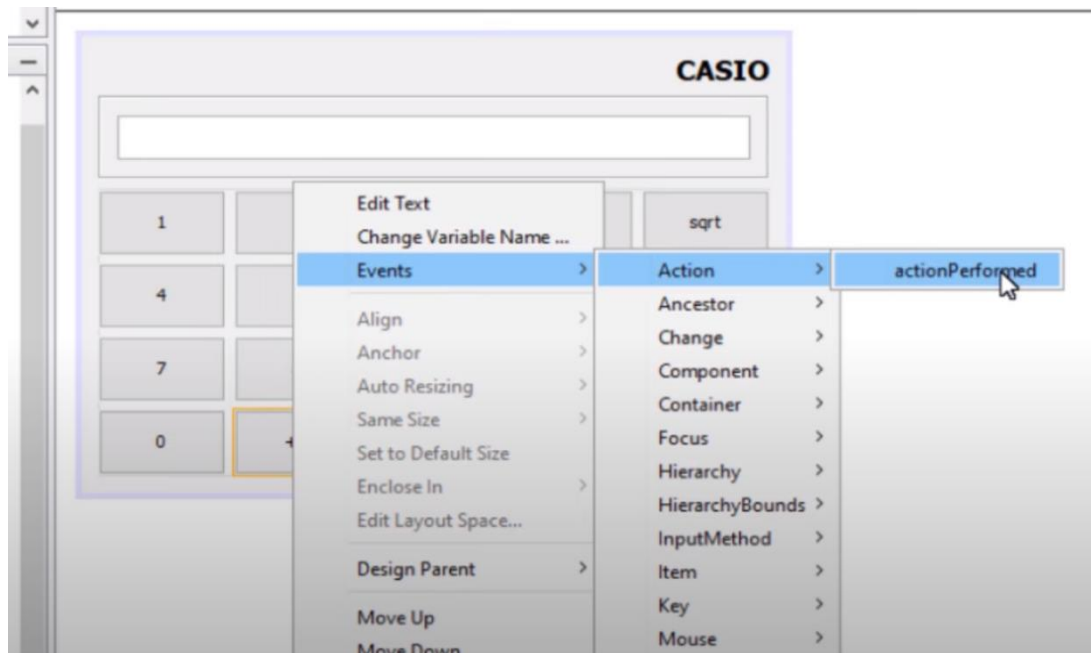 CASIO
1
sqrt
4
7
0
Edit Text
Change Variable Name ...
Events
Align
Anchor
Auto Resizing
Same Size
Set to Default Size
Enclose In
Edit Layout Space...
Design Parent
Move Up
Move Down
Action
Ancestor
Change
Component
Container
Focus
Hierarchy
HierarchyBounds
InputMethod
Item
Key
Mouse
actionPerformed